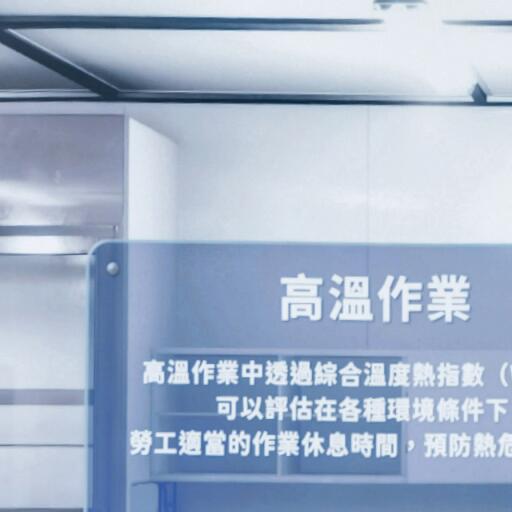 高溫作業
高溫作業中透過綜合溫度熱指數（
可以評估在各種環境條件下
勞工適當的作業休息時間，預防熱危